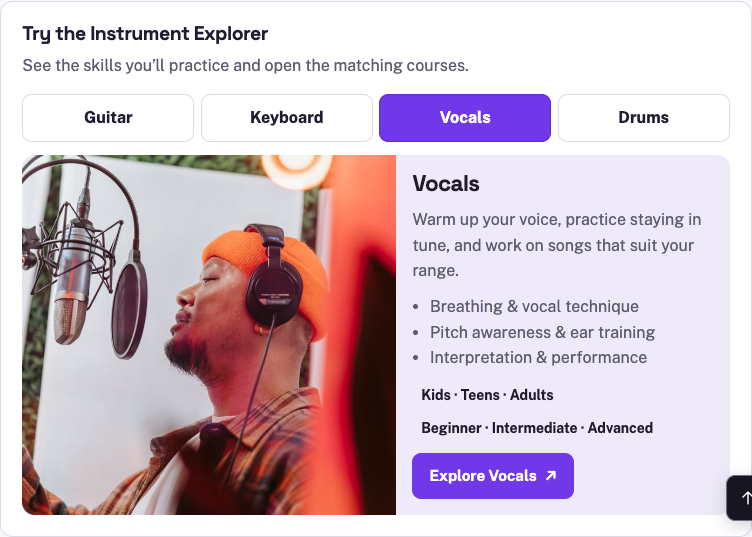 Try the Instrument Explorer
See the skills you’ll practice and open the matching courses.
Guitar
Keyboard
Vocals
Drums
Vocals
Warm up your voice, practice staying in
tune, and work on songs that suit your
range.
• Breathing & vocal technique
• Pitch awareness & ear training
• Interpretation & performance
Kids · Teens · Adults
Beginner · Intermediate · Advanced
Explore Vocals ↗